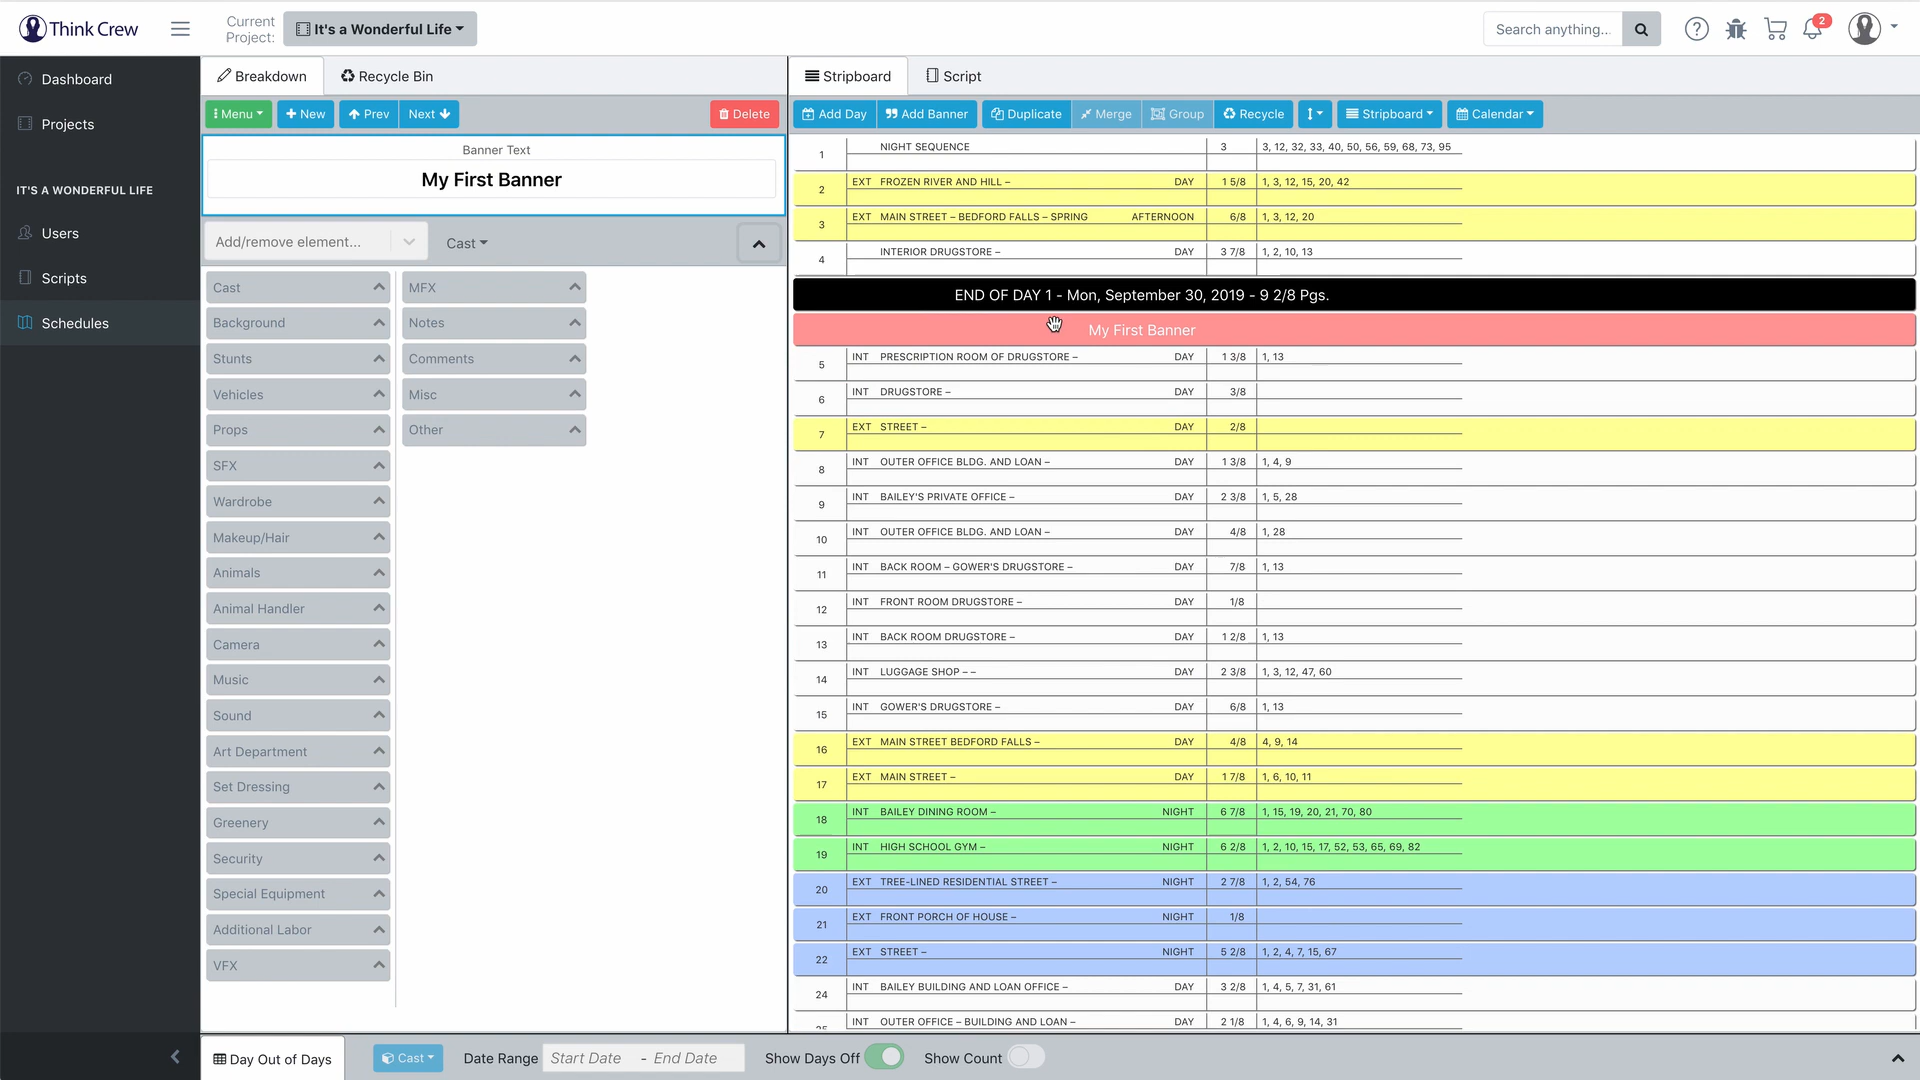 Think Crew
Current Project:
It's a Wonderful Life
Search anything...
2
Dashboard
Projects
IT'S A WONDERFUL LIFE
Users
Scripts
Schedules
Breakdown
Recycle Bin
Menu
New
Prev
Next
Delete
Banner Text
My First Banner
Add/remove element...
Cast
Cast
Background
Stunts
Vehicles
Props
SFX
Wardrobe
Makeup/Hair
Animals
Animal Handler
Camera
Music
Sound
Art Department
Set Dressing
Greenery
Security
Special Equipment
Additional Labor
VFX
MFX
Notes
Comments
Misc
Other
Stripboard
Script
Add Day
Add Banner
Duplicate
Merge
Group
Recycle
Stripboard
Calendar
1 NIGHT SEQUENCE 3 3, 12, 32, 33, 40, 50, 56, 59, 68, 73, 95
2 EXT FROZEN RIVER AND HILL – DAY 1 5/8 1, 3, 12, 15, 20, 42
3 EXT MAIN STREET – BEDFORD FALLS – SPRING AFTERNOON 6/8 1, 3, 12, 20
4 INTERIOR DRUGSTORE – DAY 3 7/8 1, 2, 10, 13
END OF DAY 1 - Mon, September 30, 2019 - 9 2/8 Pgs.
My First Banner
5 INT PRESCRIPTION ROOM OF DRUGSTORE – DAY 1 3/8 1, 13
6 INT DRUGSTORE – DAY 3/8
7 EXT STREET – DAY 2/8
8 INT OUTER OFFICE BLDG. AND LOAN – DAY 1 3/8 1, 4, 9
9 INT BAILEY'S PRIVATE OFFICE – DAY 2 3/8 1, 5, 28
10 INT OUTER OFFICE BLDG. AND LOAN – DAY 4/8 1, 28
11 INT BACK ROOM – GOWER'S DRUGSTORE – DAY 7/8 1, 13
12 INT FRONT ROOM DRUGSTORE – DAY 1/8
13 INT BACK ROOM DRUGSTORE – DAY 1 2/8 1, 13
14 INT LUGGAGE SHOP – – DAY 2 3/8 1, 3, 12, 47, 60
15 INT GOWER'S DRUGSTORE – DAY 6/8 1, 13
16 EXT MAIN STREET BEDFORD FALLS – DAY 4/8 4, 9, 14
17 EXT MAIN STREET – DAY 1 7/8 1, 6, 10, 11
18 INT BAILEY DINING ROOM – NIGHT 6 7/8 1, 15, 19, 20, 21, 70, 80
19 INT HIGH SCHOOL GYM – NIGHT 6 2/8 1, 2, 10, 15, 17, 52, 53, 65, 69, 82
20 EXT TREE-LINED RESIDENTIAL STREET – NIGHT 2 7/8 1, 2, 54, 76
21 EXT FRONT PORCH OF HOUSE – NIGHT 1/8
22 EXT STREET – NIGHT 5 2/8 1, 2, 4, 7, 15, 67
24 INT BAILEY BUILDING AND LOAN OFFICE – DAY 3 2/8 1, 4, 5, 7, 31, 61
INT OUTER OFFICE – BUILDING AND LOAN – DAY 2 1/8 1, 4, 6, 9, 14, 31
Day Out of Days
Cast
Date Range
Start Date - End Date
Show Days Off
Show Count